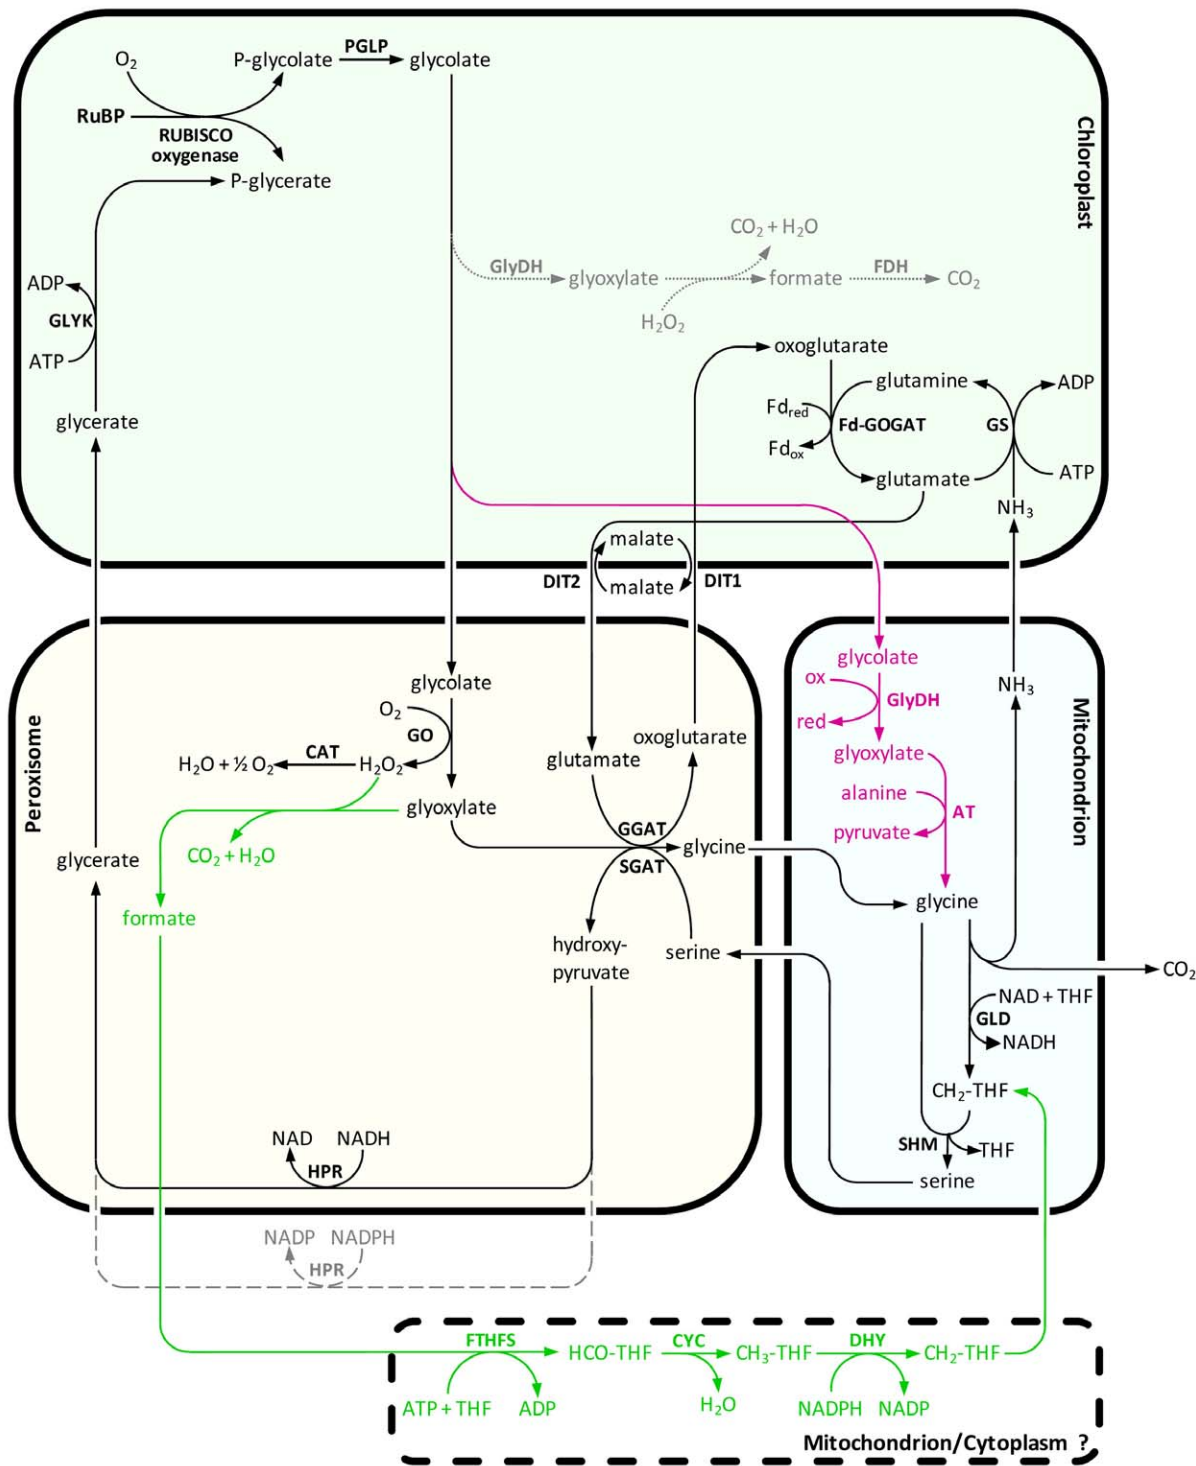 O₂
P-glycolate PGLP glycolate
RuBP
RUBISCO
oxygenase
P-glycerate
Chloroplast
CO₂ + H₂O
GlyDH glyoxylate formate FDH CO₂
H₂O₂
ADP
GLYK
ATP
glycerate
oxoglutarate
glutamine ADP
Fdred
Fd-GOGAT GS
Fdox
glutamate ATP
NH₃
malate
DIT2 malate DIT1
Peroxisome
glycolate
O₂
GO
H₂O + ½ O₂ CAT H₂O₂
glyoxylate
CO₂ + H₂O
glycerate
formate
glutamate oxoglutarate
GGAT
SGAT
glycine
hydroxy-
pyruvate
serine
NAD NADH
HPR
NADP NADPH
HPR
Mitochondrion
glycolate
ox
GlyDH
red
glyoxylate
alanine
AT
pyruvate
NH₃
glycine
CO₂
NAD + THF
GLD
NADH
CH₂-THF
SHM THF
serine
FTHFS CYC DHY
HCO-THF CH₃-THF CH₂-THF
ATP + THF ADP H₂O NADPH NADP
Mitochondrion/Cytoplasm ?